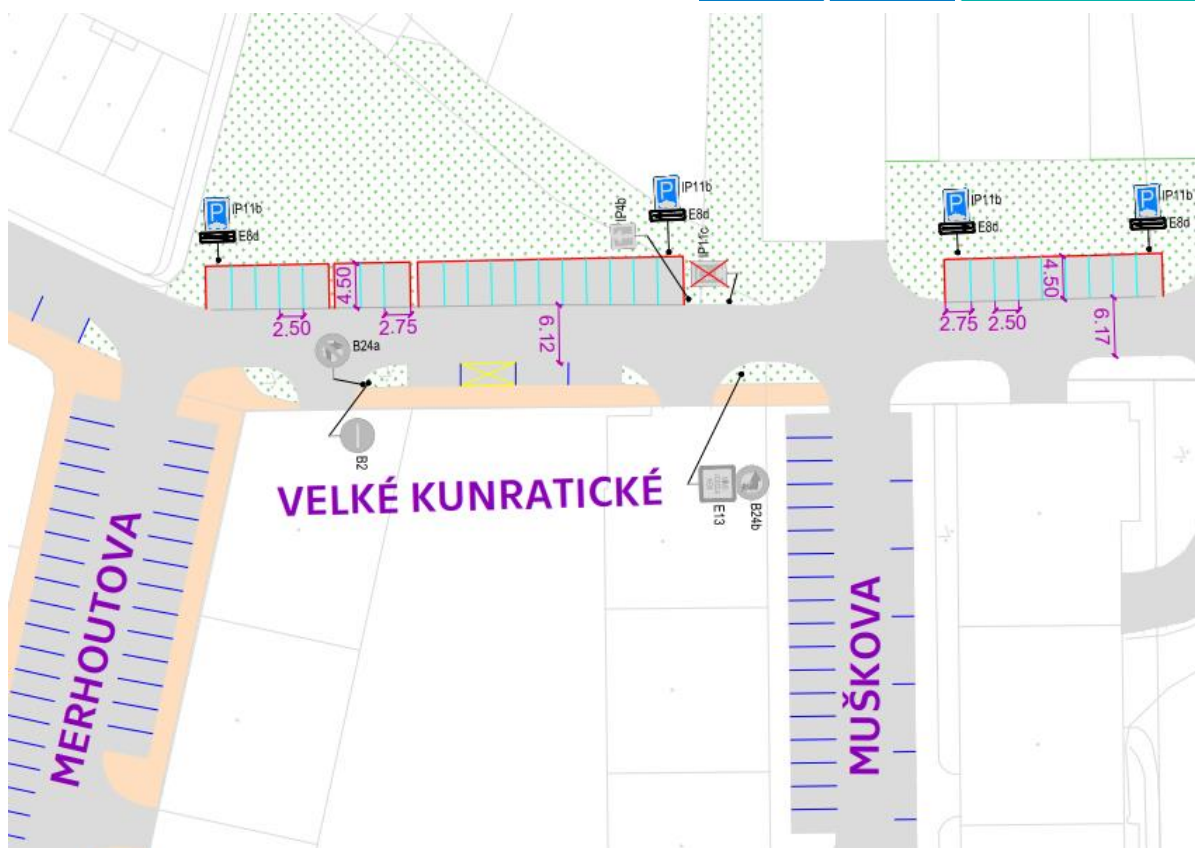 P
IP11b
E8d
P
IP11b
E8d
IP4b
IP11c
P
IP11b
E8d
P
IP11b
E8d
4.50
2.50
2.75
6.12
4.50
2.75
2.50
6.17
B24a
B2
VELKÉ KUNRATICKÉ
E13
B24b
MERHOUTOVA
MUŠKOVA